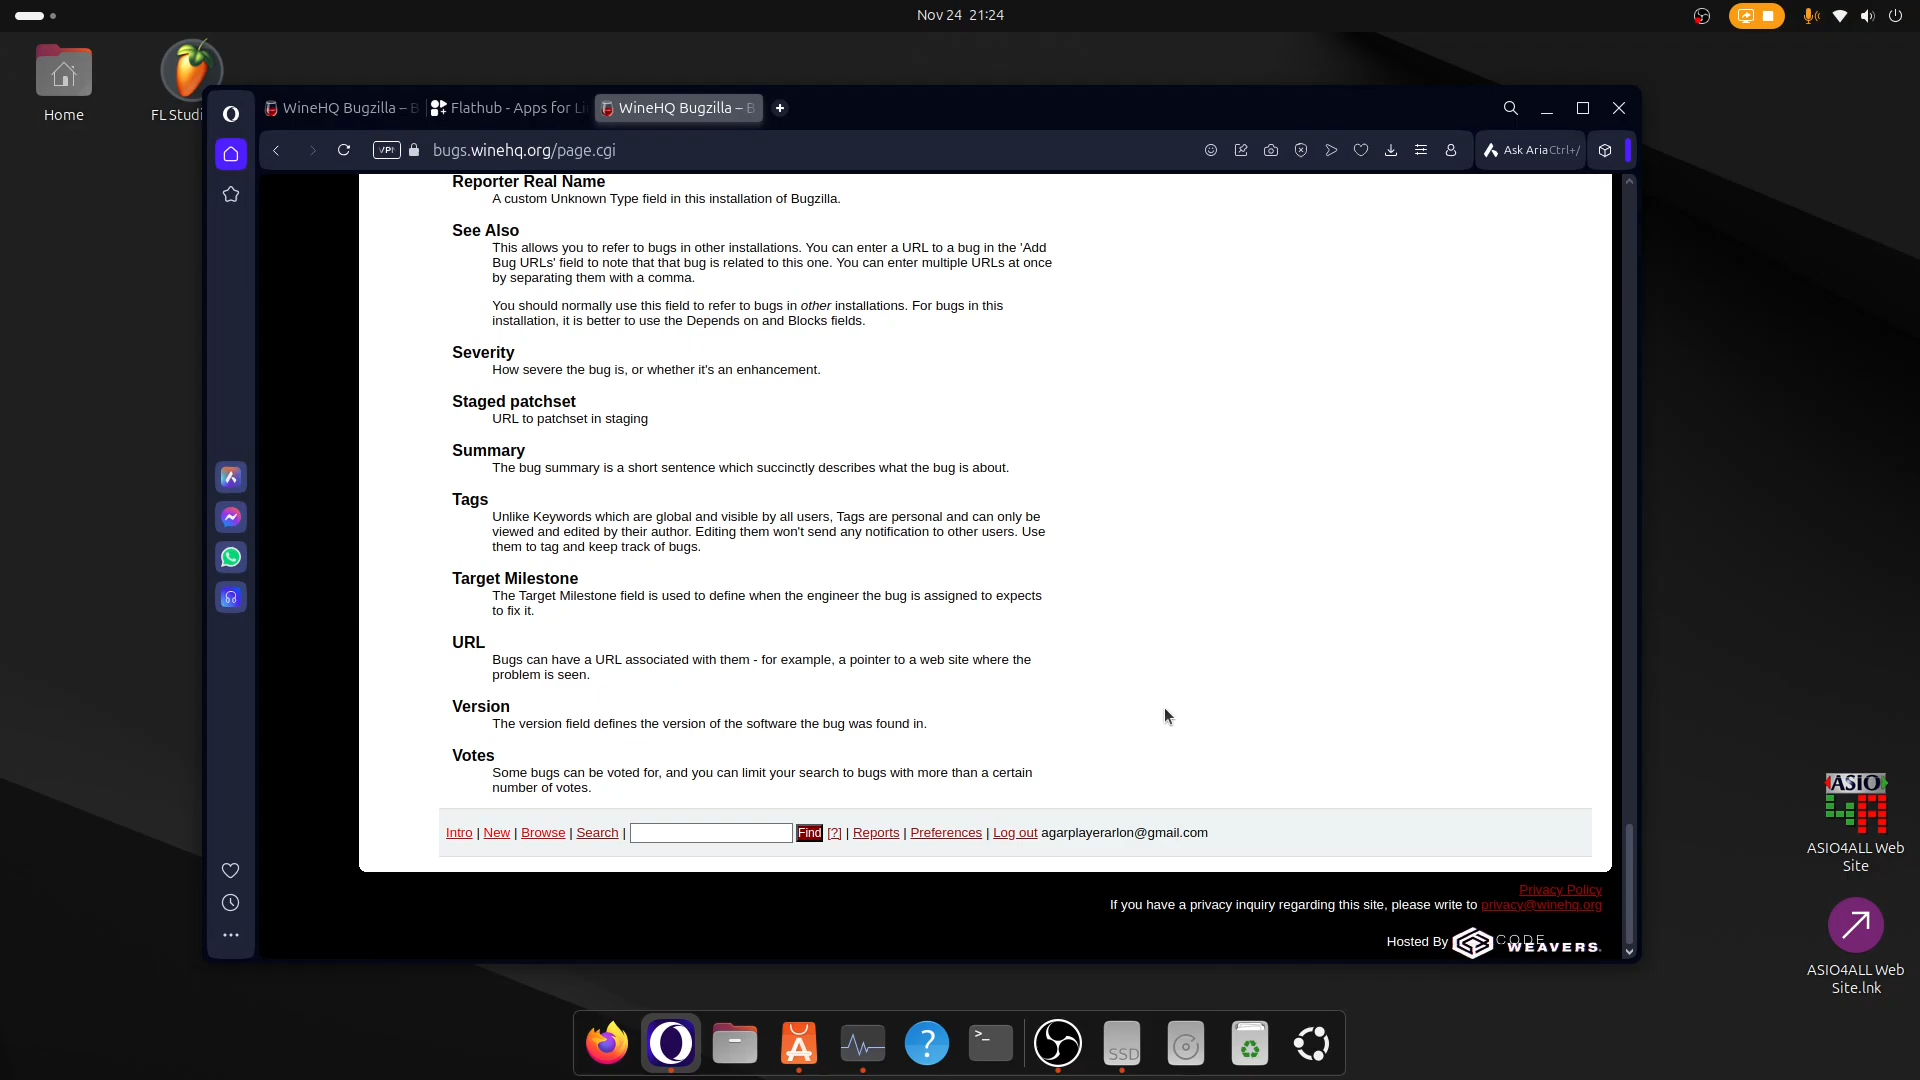 Nov 24 21:24
Home
FL Studi
WineHQ Bugzilla – B
Flathub - Apps for Li
WineHQ Bugzilla – B
VPN
bugs.winehq.org/page.cgi
Ask Aria Ctrl+/
Reporter Real Name
A custom Unknown Type field in this installation of Bugzilla.
See Also
This allows you to refer to bugs in other installations. You can enter a URL to a bug in the 'Add
Bug URLs' field to note that that bug is related to this one. You can enter multiple URLs at once
by separating them with a comma.
You should normally use this field to refer to bugs in other installations. For bugs in this
installation, it is better to use the Depends on and Blocks fields.
Severity
How severe the bug is, or whether it's an enhancement.
Staged patchset
URL to patchset in staging
Summary
The bug summary is a short sentence which succinctly describes what the bug is about.
Tags
Unlike Keywords which are global and visible by all users, Tags are personal and can only be
viewed and edited by their author. Editing them won't send any notification to other users. Use
them to tag and keep track of bugs.
Target Milestone
The Target Milestone field is used to define when the engineer the bug is assigned to expects
to fix it.
URL
Bugs can have a URL associated with them - for example, a pointer to a web site where the
problem is seen.
Version
The version field defines the version of the software the bug was found in.
Votes
Some bugs can be voted for, and you can limit your search to bugs with more than a certain
number of votes.
Intro | New | Browse | Search | Find [?] | Reports | Preferences | Log out agarplayerarlon@gmail.com
Privacy Policy
If you have a privacy inquiry regarding this site, please write to privacy@winehq.org
Hosted By CODE WEAVERS.
ASIO
ASIO4ALL Web
Site
ASIO4ALL Web
Site.lnk
SSD